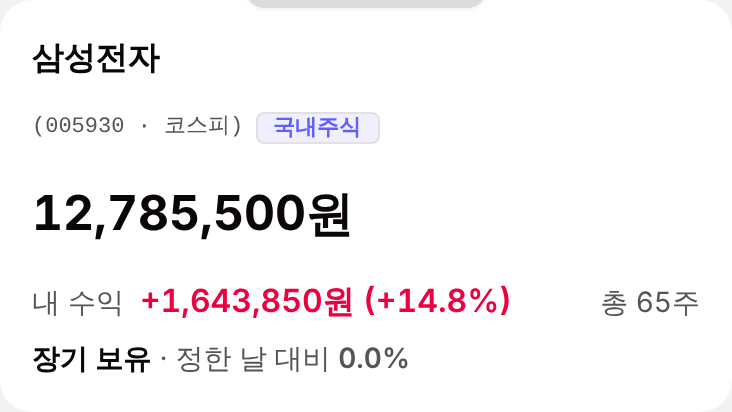 삼성전자
(005930 · 코스피) 국내주식
12,785,500원
내 수익 +1,643,850원 (+14.8%) 총 65주
장기 보유 · 정한 날 대비 0.0%